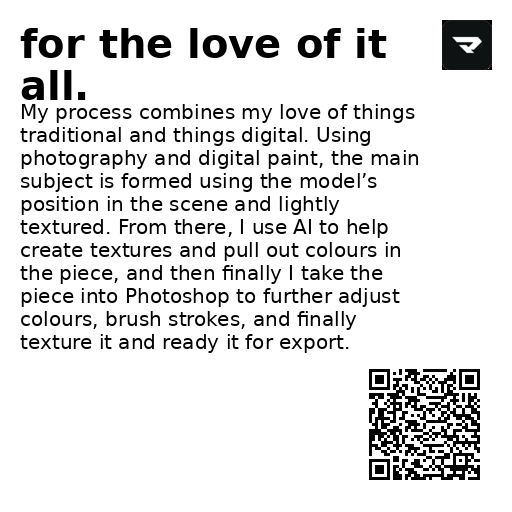 for the love of it
all.
My process combines my love of things
traditional and things digital. Using
photography and digital paint, the main
subject is formed using the model’s
position in the scene and lightly
textured. From there, I use AI to help
create textures and pull out colours in
the piece, and then finally I take the
piece into Photoshop to further adjust
colours, brush strokes, and finally
texture it and ready it for export.